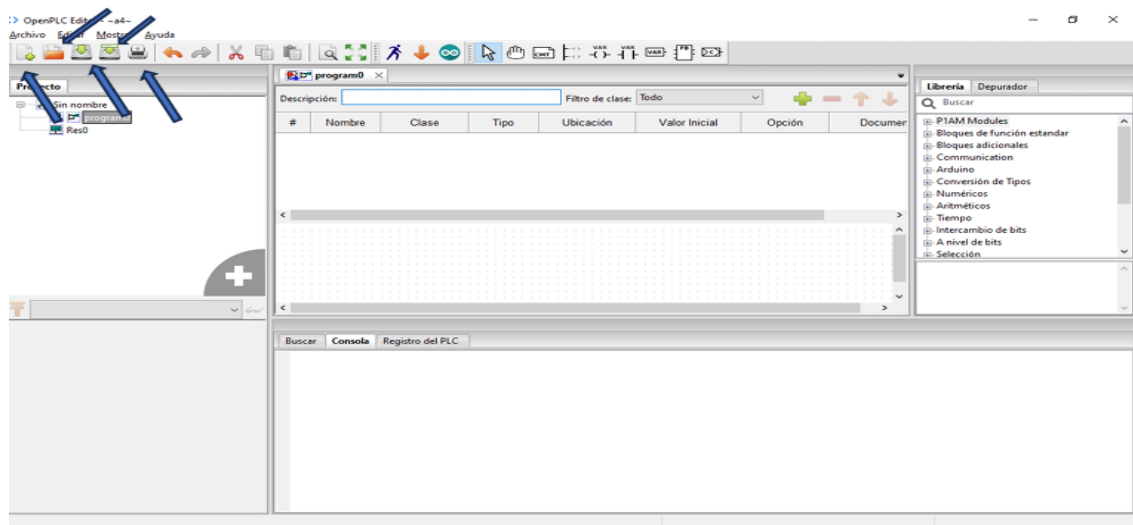 OpenPLC Editor ~a4~
Archivo Editar Mostrar Ayuda
program0
Proyecto
Sin nombre
program0
Res0
Descripción:
Filtro de clase: Todo
# Nombre Clase Tipo Ubicación Valor Inicial Opción Documen
Librería Depurador
Buscar
P1AM Modules
Bloques de función estandar
Bloques adicionales
Communication
Arduino
Conversión de Tipos
Numéricos
Aritméticos
Tiempo
Intercambio de bits
A nivel de bits
Selección
Buscar Consola Registro del PLC